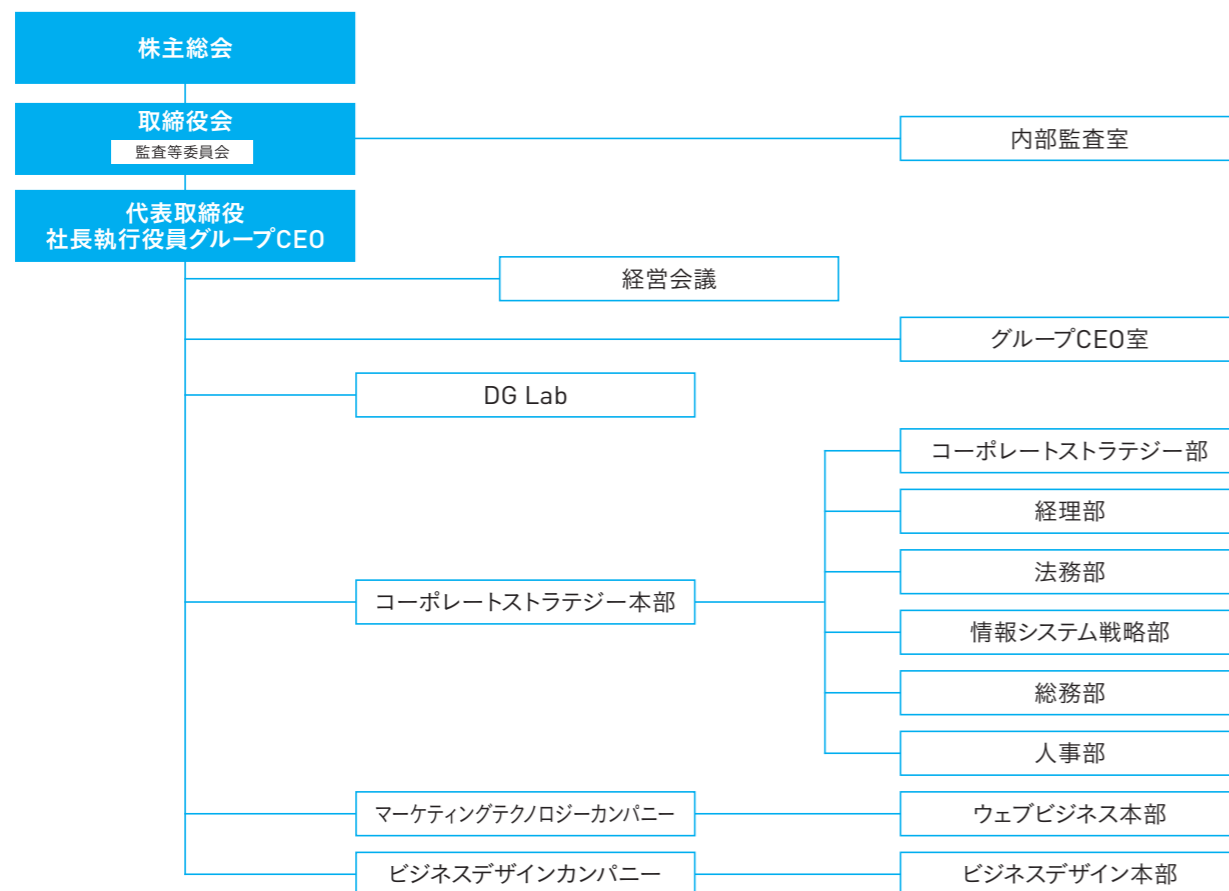 株主総会
取締役会
監査等委員会
内部監査室
代表取締役
社長執行役員グループCEO
経営会議
グループCEO室
DG Lab
コーポレートストラテジー部
経理部
法務部
コーポレートストラテジー本部
情報システム戦略部
総務部
人事部
マーケティングテクノロジーカンパニー
ウェブビジネス本部
ビジネスデザインカンパニー
ビジネスデザイン本部